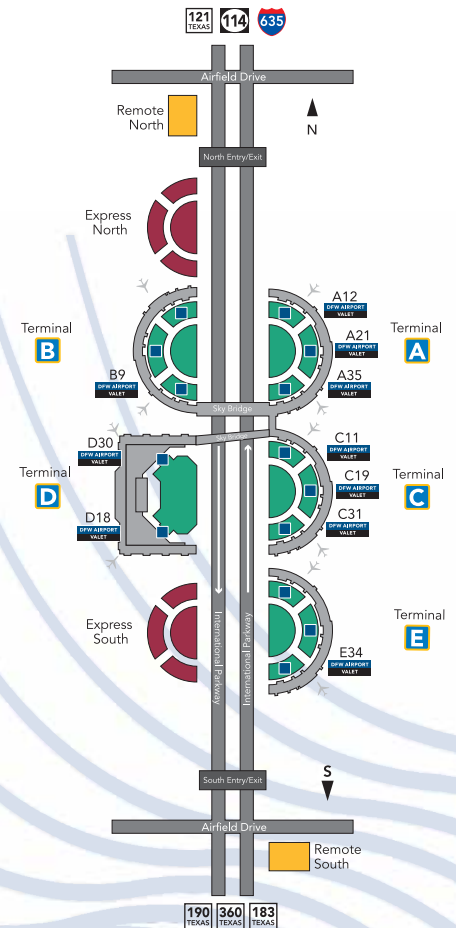 121
TEXAS
114
635
Airfield Drive
Remote
North
N
North Entry/Exit
Express
North
A12
DFW AIRPORT
VALET
Terminal
B
A21
DFW AIRPORT
VALET
Terminal
A
B9
DFW AIRPORT
VALET
A35
DFW AIRPORT
VALET
Sky Bridge
Sky Bridge
D30
DFW AIRPORT
VALET
C11
DFW AIRPORT
VALET
Terminal
D
C19
DFW AIRPORT
VALET
Terminal
C
D18
DFW AIRPORT
VALET
C31
DFW AIRPORT
VALET
Express
South
International Parkway
International Parkway
Terminal
E
E34
DFW AIRPORT
VALET
South Entry/Exit
S
Airfield Drive
Remote
South
190
TEXAS
360
TEXAS
183
TEXAS